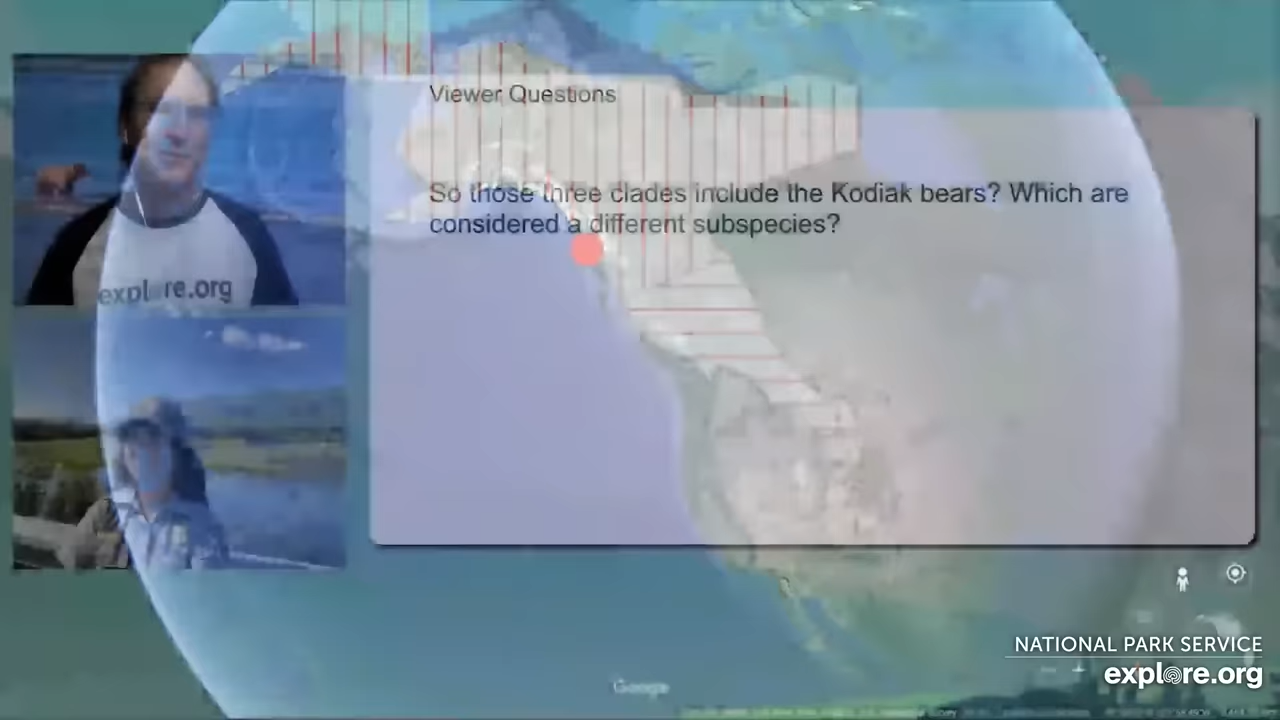 Viewer Questions
So those three clades include the Kodiak bears? Which are
considered a different subspecies?
explore.org
Google
NATIONAL PARK SERVICE
explore.org